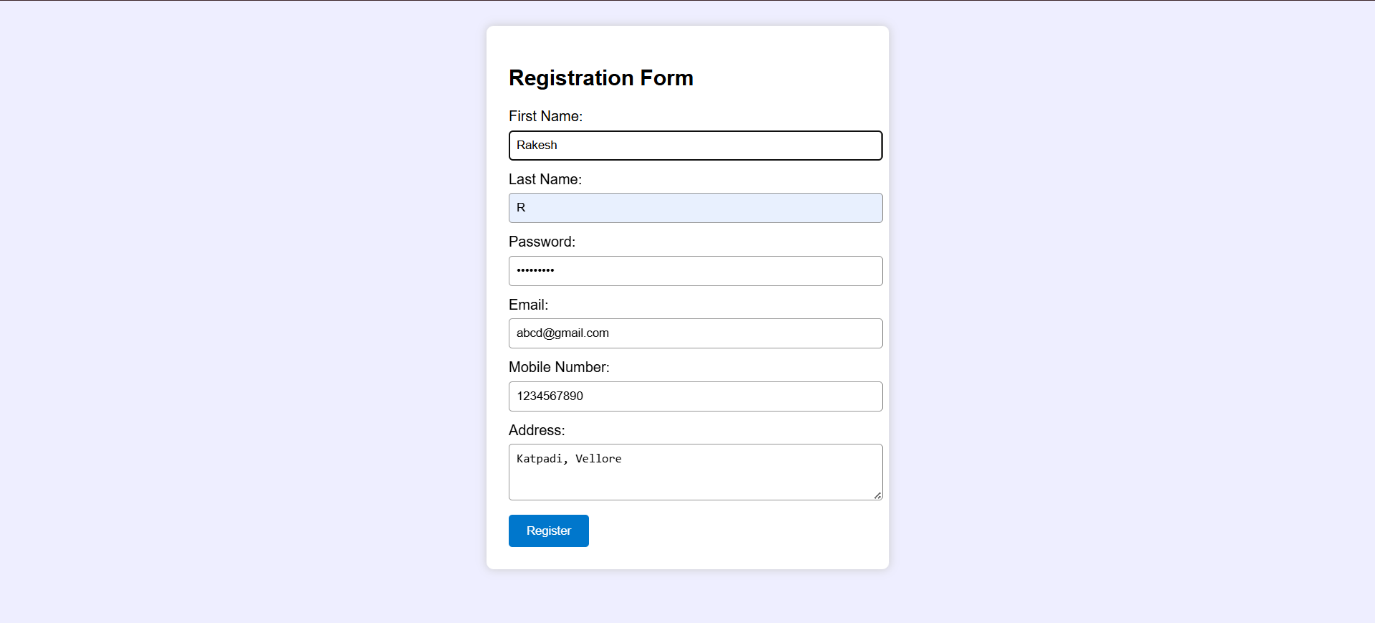 Registration Form
First Name:
Rakesh
Last Name:
R
Password:
•••••••••
Email:
abcd@gmail.com
Mobile Number:
1234567890
Address:
Katpadi, Vellore
Register